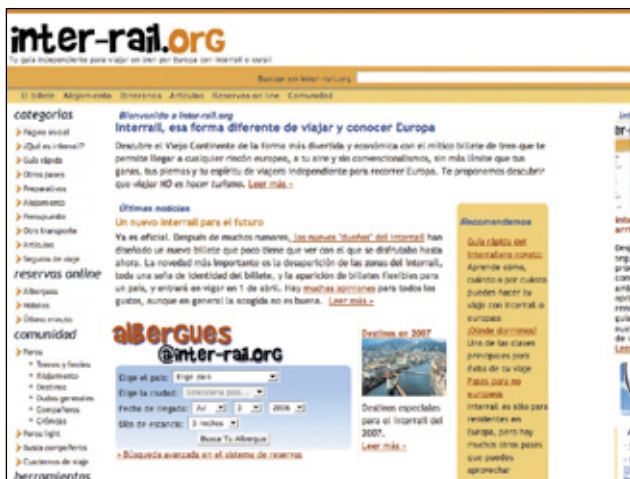 inter-rail.org
Tu guía independiente para viajar en tren por Europa con interrail o eurail
Buscar en inter-rail.org
El billete Alojamiento Itinerarios Artículos Reservas on line Comunidad
categorías
Página inicial
¿Qué es interrail?
Guía rápida
Otros pases
Preparativos
Alojamiento
Presupuesto
Otro transporte
Artículos
Seguros de viaje
reservas online
Albergues
Hoteles
Último minuto
comunidad
Foros
Trenes y ferries
Alojamiento
Destinos
Dudas generales
Compañeros
Crónicas
Foros light
Busca compañeros
Cuadernos de viaje
herramientas
Bienvenido a inter-rail.org
Interrail, esa forma diferente de viajar y conocer Europa
Descubre el Viejo Continente de la forma más divertida y económica con el mítico billete de tren que te
permite llegar a cualquier rincón europeo, a tu aire y sin convencionalismos, sin más límite que tus
ganas, tus piernas y tu espíritu de viajero independiente para recorrer Europa. Te proponemos descubrir
que viajar NO es hacer turismo. Leer más »
Últimas noticias
Un nuevo interrail para el futuro
Ya es oficial. Después de muchos rumores, los nuevos "dueños" del interrail han
diseñado un nuevo billete que poco tiene que ver con el que se disfrutaba hasta
ahora. La novedad más importante es la desaparición de las zonas del interrail,
toda una seña de identidad del billete, y la aparición de billetes flexibles para
un país, y entrará en vigor en 1 de abril. Hay muchas opiniones para todos los
gustos, aunque en general la acogida no es buena. Leer más »
albergues
@inter-rail.org
Elige el país: Elige país
Elige la ciudad: Selecciona país...
Fecha de llegada: Jul 3 2006
Días de estancia: 3 noches
Busca Tu Albergue
» Búsqueda avanzada en el sistema de reservas
Destinos en 2007
Destinos especiales
para el interrail del
2007.
Leer más »
Recomendamos
Guía rápida del
interrailero novato:
Aprende cómo,
cuándo o por cuánto
puedes hacer tu
viaje con interrail o
europass
¿Dónde dormimos?
Una de las claves
principales para
éxito de tu viaje
Pases para no
europeos
Interrail es sólo para
residentes en
Europa, pero hay
muchos otros pases
que puedes
aprovechar